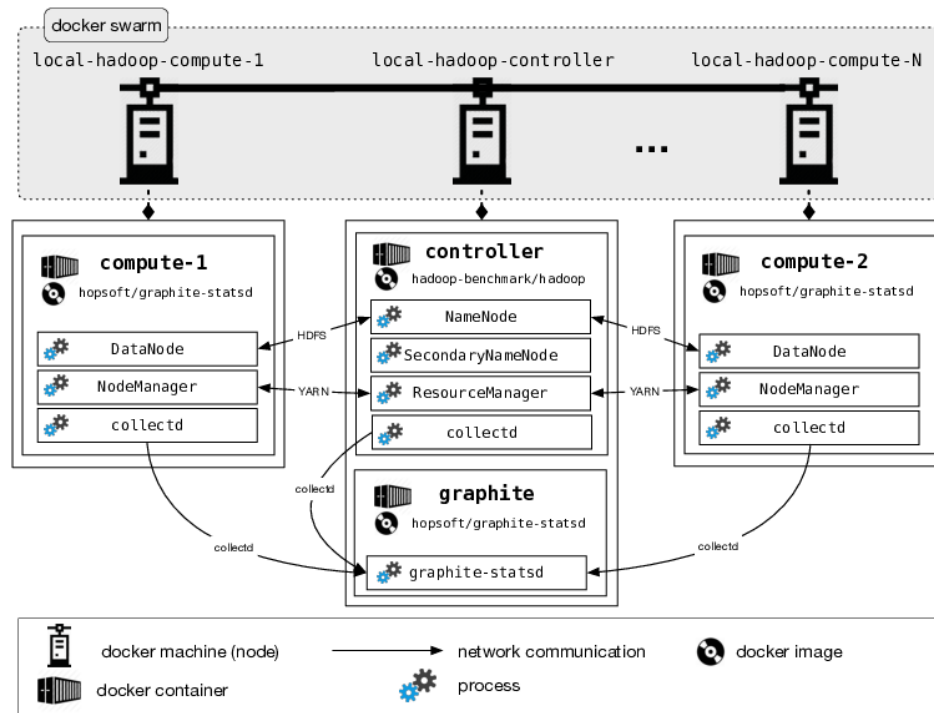 docker swarm
local-hadoop-compute-1
local-hadoop-controller
local-hadoop-compute-N
...
compute-1
hopsoft/graphite-statsd
DataNode
NodeManager
collectd
controller
hadoop-benchmark/hadoop
NameNode
SecondaryNameNode
ResourceManager
collectd
compute-2
hopsoft/graphite-statsd
DataNode
NodeManager
collectd
HDFS
HDFS
YARN
YARN
collectd
graphite
hopsoft/graphite-statsd
graphite-statsd
collectd
collectd
docker machine (node)
network communication
docker image
docker container
process